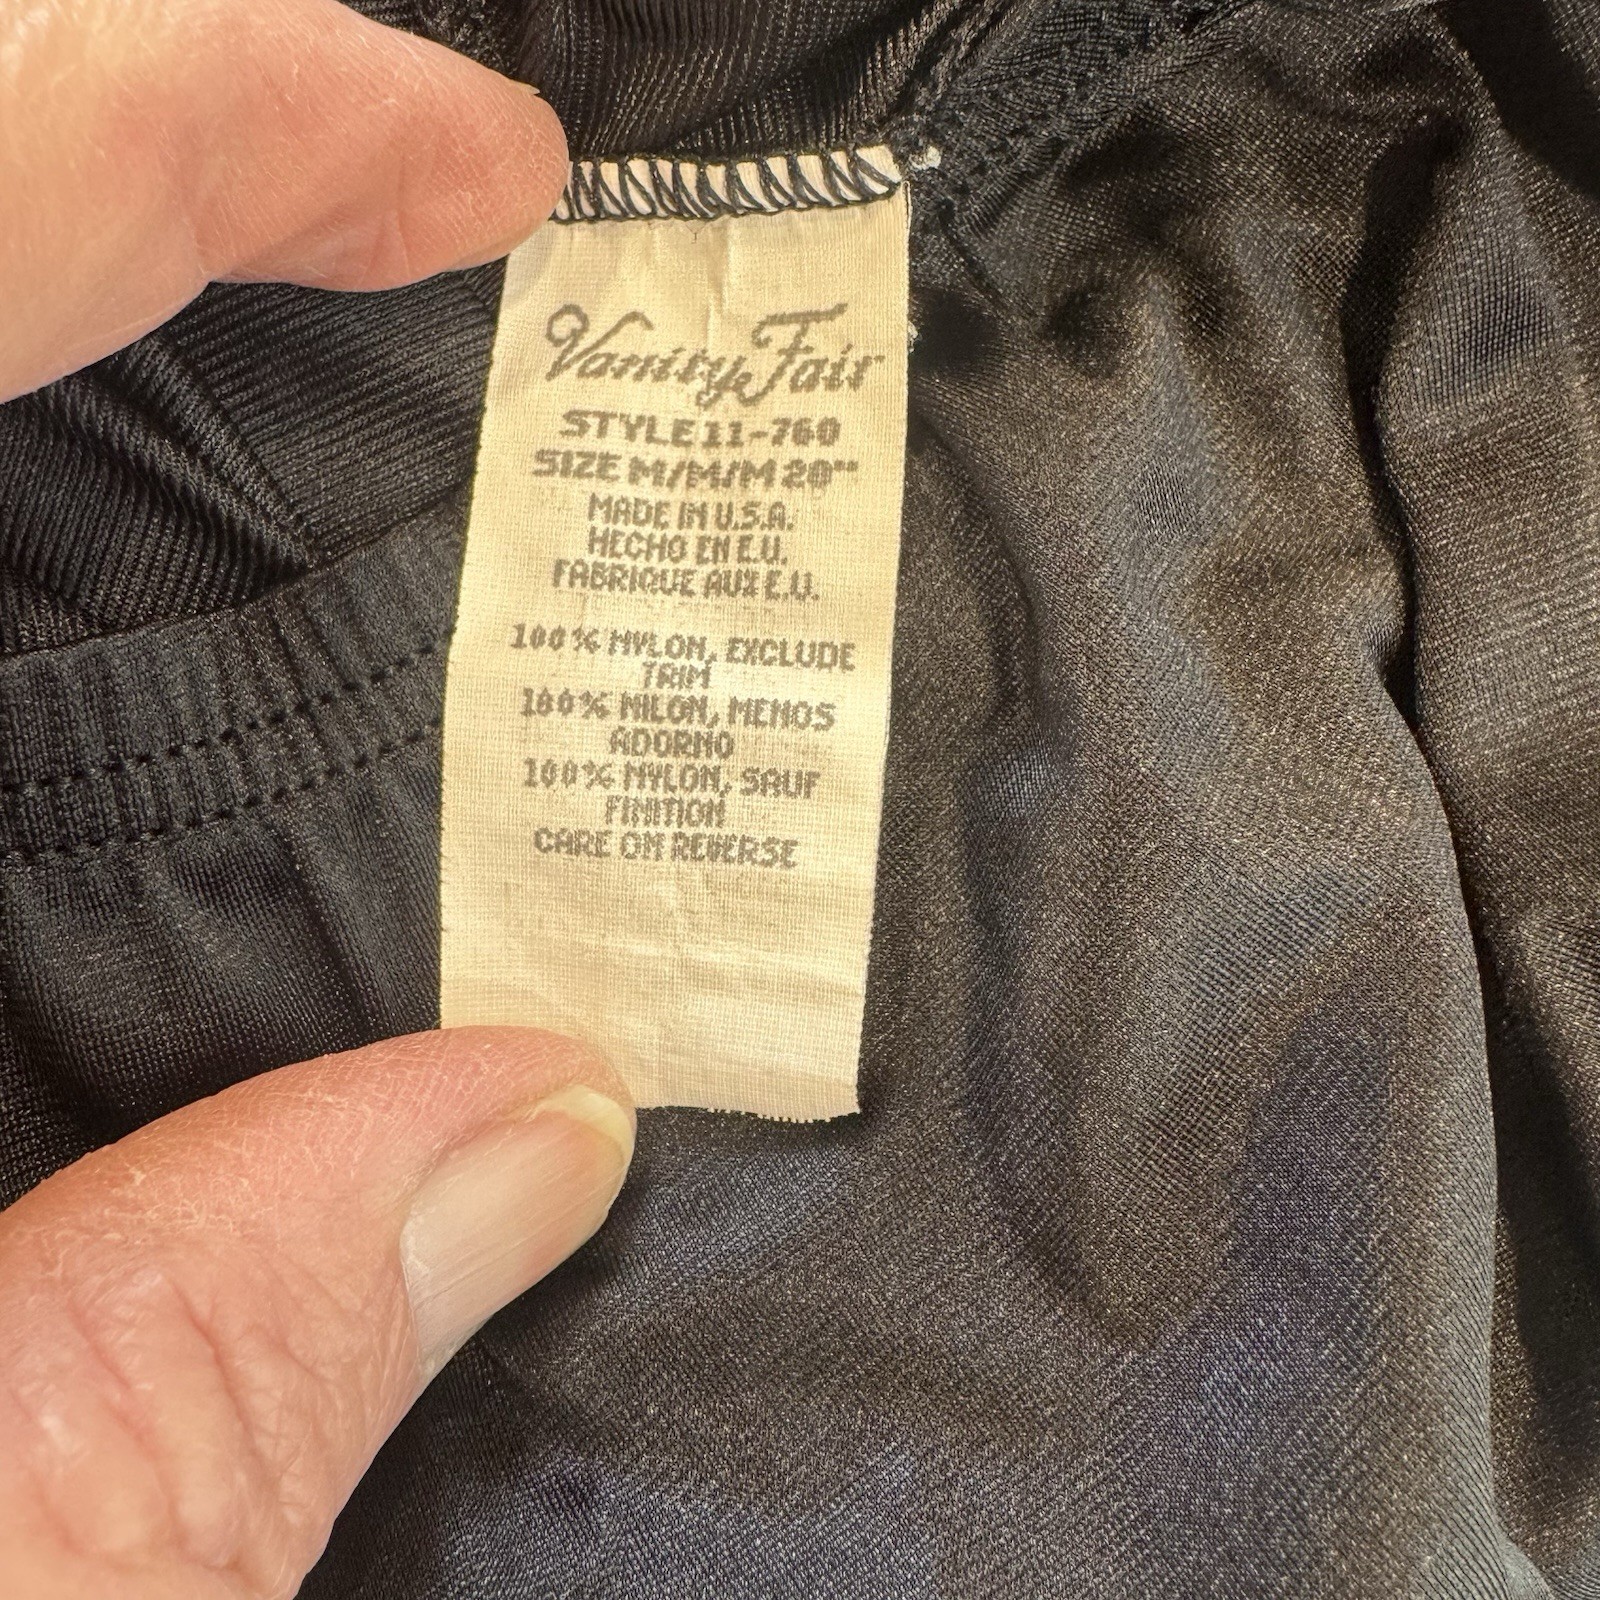 Vanity Fair
STYLE 11-760
SIZE M/M/M 20"
MADE IN U.S.A.
HECHO EN E.U.
FABRIQUE AUX E.U.
100% NYLON, EXCLUDE
TRIM
100% NILON, MENOS
ADORNO
100% NYLON, SAUF
FINITION
CARE ON REVERSE